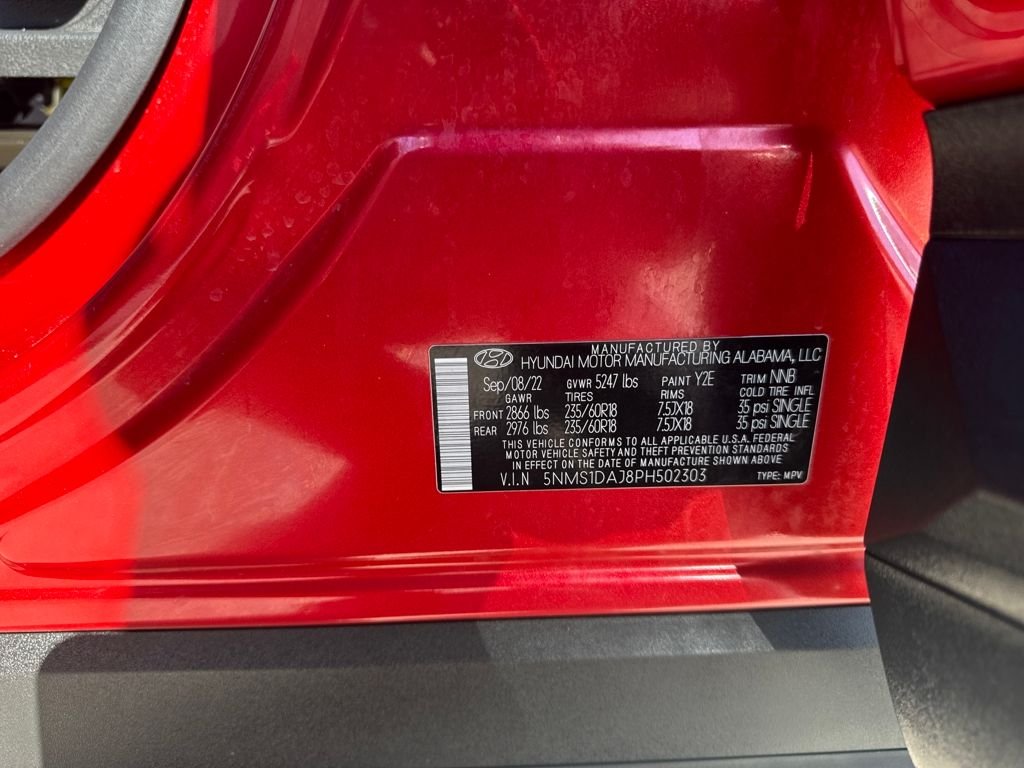 MANUFACTURED BY
HYUNDAI MOTOR MANUFACTURING ALABAMA, LLC
Sep/08/22 GVWR 5247 lbs PAINT Y2E TRIM NNB
GAWR TIRES RIMS COLD TIRE INFL
FRONT 2866 lbs 235/60R18 7.5JX18 35 psi SINGLE
REAR 2976 lbs 235/60R18 7.5JX18 35 psi SINGLE
THIS VEHICLE CONFORMS TO ALL APPLICABLE U.S.A. FEDERAL
MOTOR VEHICLE SAFETY AND THEFT PREVENTION STANDARDS
IN EFFECT ON THE DATE OF MANUFACTURE SHOWN ABOVE
V.I.N 5NMS1DAJ8PH502303 TYPE: MPV